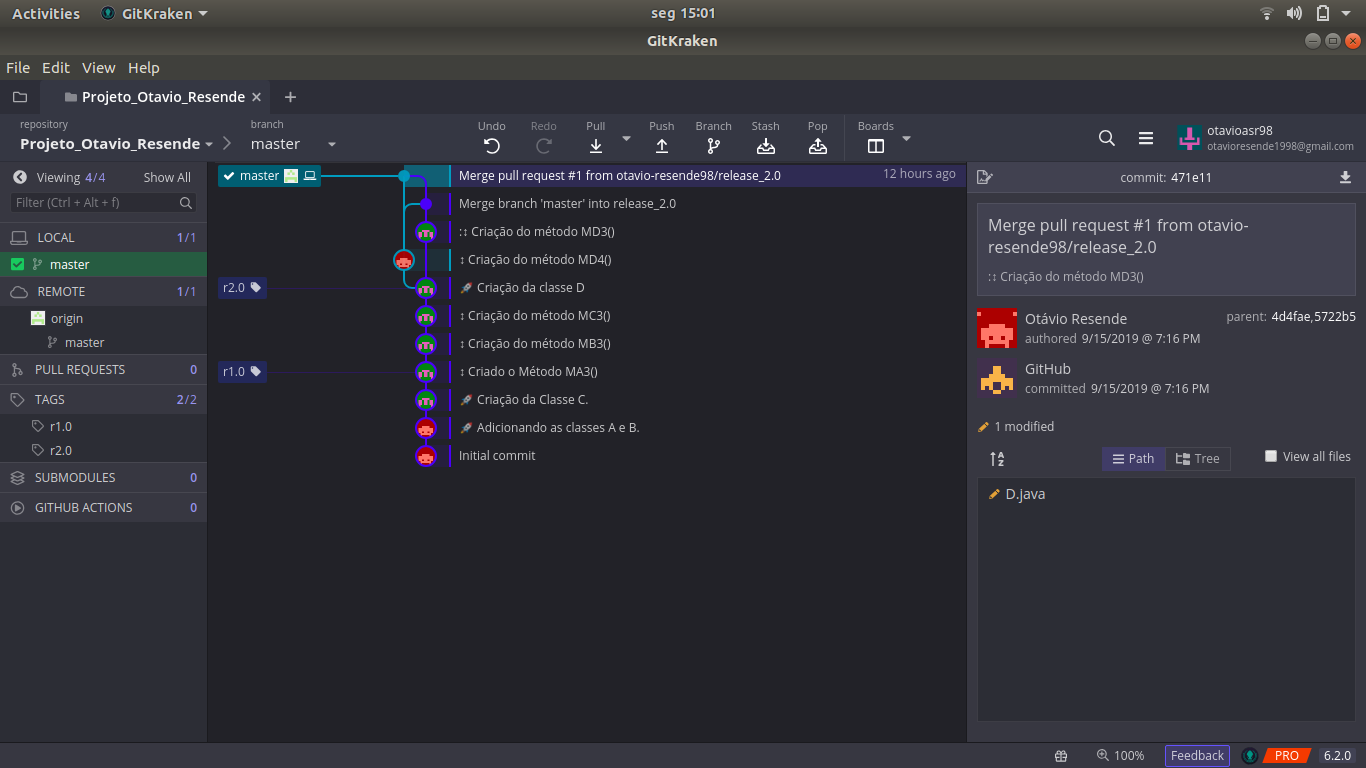 Activities GitKraken seg 15:01
GitKraken
File Edit View Help
Projeto_Otavio_Resende
repository branch Undo Redo Pull Push Branch Stash Pop Boards
Projeto_Otavio_Resende master
otavioasr98
otavioresende1998@gmail.com
Viewing 4/4 Show All
Filter (Ctrl + Alt + f)
LOCAL 1/1
master
REMOTE 1/1
origin
master
PULL REQUESTS 0
TAGS 2/2
r1.0
r2.0
SUBMODULES 0
GITHUB ACTIONS 0
master Merge pull request #1 from otavio-resende98/release_2.0 12 hours ago
Merge branch 'master' into release_2.0
:↕ Criação do método MD3()
↕ Criação do método MD4()
r2.0 🚀 Criação da classe D
↕ Criação do método MC3()
↕ Criação do método MB3()
r1.0 ↕ Criado o Método MA3()
🚀 Criação da Classe C.
🚀 Adicionando as classes A e B.
Initial commit
commit: 471e11
Merge pull request #1 from otavio-
resende98/release_2.0
:↕ Criação do método MD3()
Otávio Resende parent: 4d4fae,5722b5
authored 9/15/2019 @ 7:16 PM
GitHub
committed 9/15/2019 @ 7:16 PM
1 modified
A Z Path Tree View all files
D.java
100% Feedback PRO 6.2.0